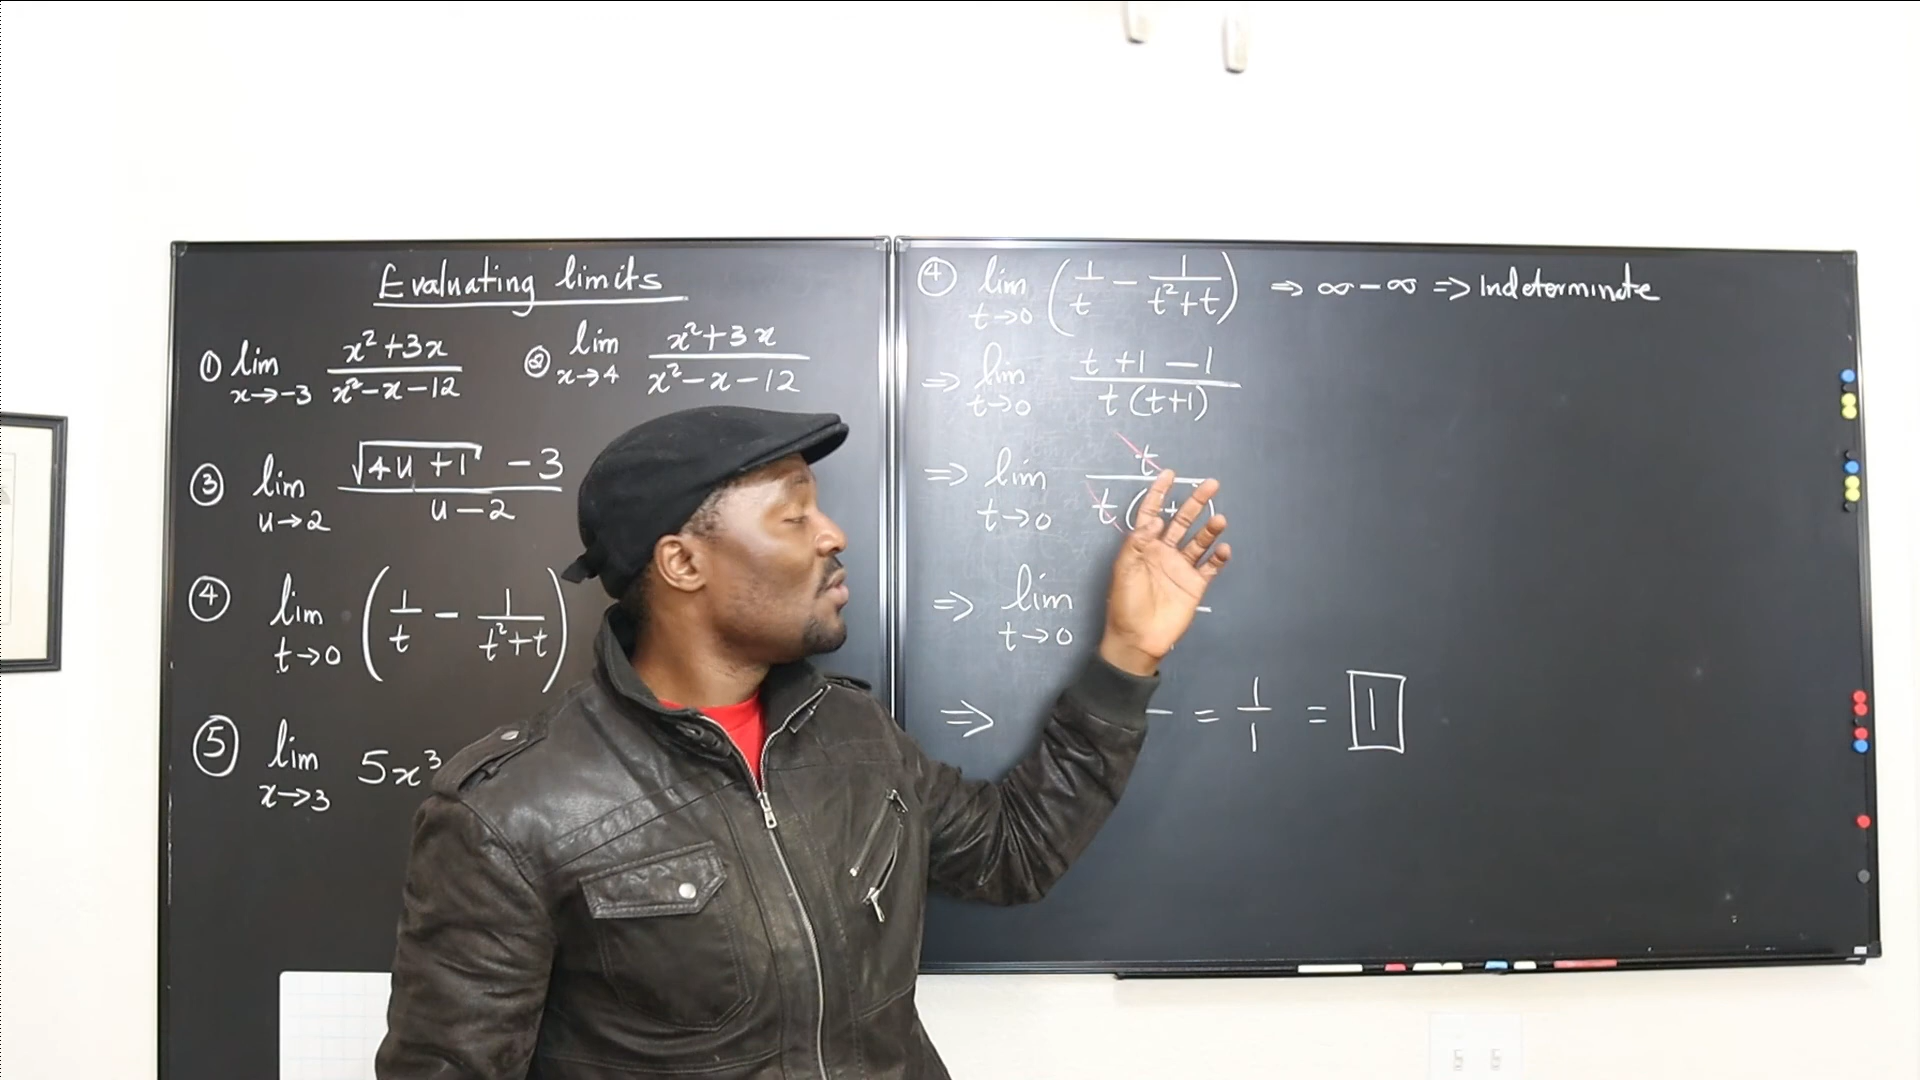 Evaluating limits
① lim x→-3 (x²+3x)/(x²-x-12) ② lim x→4 (x²+3x)/(x²-x-12)
③ lim u→2 (√(4u+1) - 3)/(u-2)
④ lim t→0 (1/t - 1/(t²+t))
⑤ lim x→3 5x³
④ lim t→0 (1/t - 1/(t²+t)) ⇒ ∞-∞ => Indeterminate
⇒ lim t→0 (t+1-1)/(t(t+1))
⇒ lim t→0 t/t(
⇒ lim t→0
⇒ = 1/1 = 1